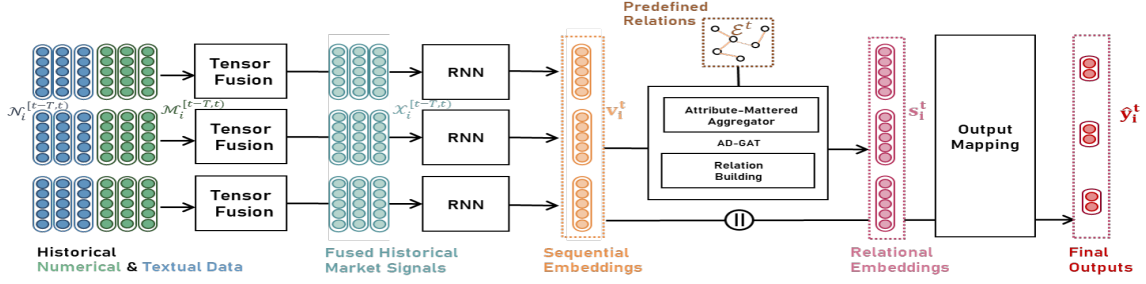 Predefined
Relations
ℰ^t
Tensor
Fusion
RNN
𝒩_i^[t−T,t)
ℳ_i^[t−T,t)
Tensor
Fusion
𝒳_i^[t−T,t)
RNN
v_i^t
Attribute-Mattered
Aggregator
AD-GAT
Relation
Building
s_i^t
Output
Mapping
ŷ_i^t
Tensor
Fusion
RNN
Historical
Numerical & Textual Data
Fused Historical
Market Signals
Sequential
Embeddings
Relational
Embeddings
Final
Outputs